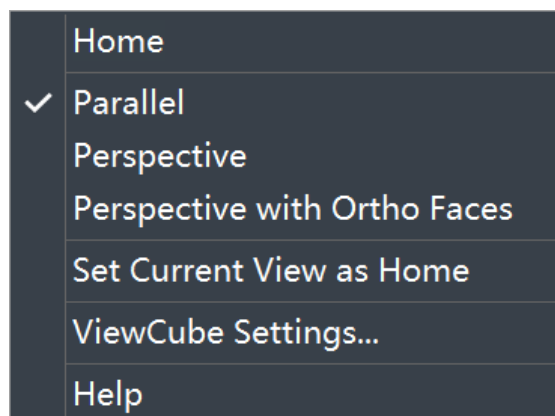 Home
Parallel
Perspective
Perspective with Ortho Faces
Set Current View as Home
ViewCube Settings...
Help